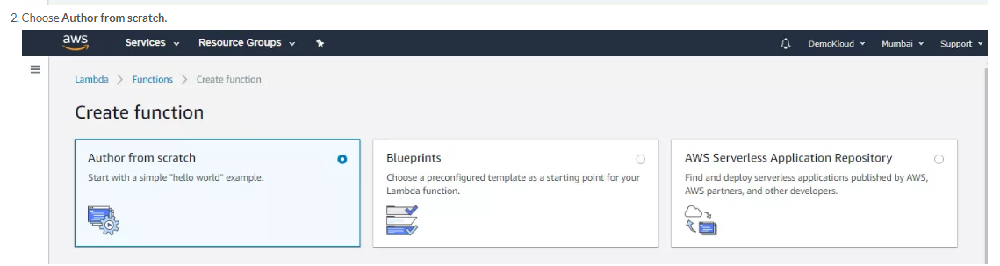 2. Choose Author from scratch.
aws Services Resource Groups DemoKloud Mumbai Support
Lambda > Functions > Create function
Create function
Author from scratch
Start with a simple "hello world" example.
Blueprints
Choose a preconfigured template as a starting point for your
Lambda function.
AWS Serverless Application Repository
Find and deploy serverless applications published by AWS,
AWS partners, and other developers.